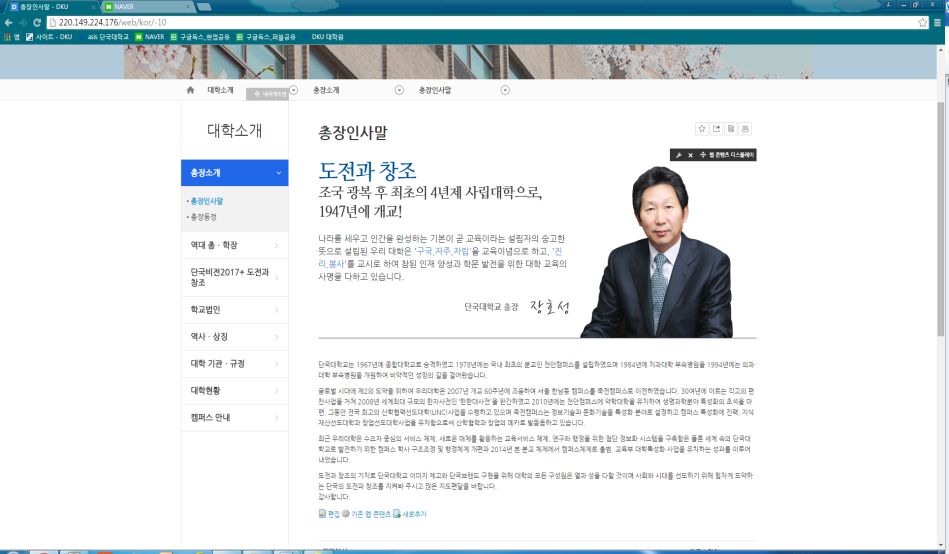 총장인사말 - DKU
NAVER
220.149.224.176/web/kor/-10
앱 사이트 - DKU asis 단국대학교 NAVER 구글독스_현업공유 구글독스_퍼블공유 DKU 대학원
대학소개 총장소개 총장인사말
대학소개
총장인사말
총장소개
웹 콘텐츠 디스플레이
· 총장인사말
· 총장동정
역대 총 · 학장
단국비전2017+ 도전과
창조
학교법인
역사 · 상징
대학 기관 · 규정
대학현황
캠퍼스 안내
도전과 창조
조국 광복 후 최초의 4년제 사립대학으로,
1947년에 개교!
나라를 세우고 인간을 완성하는 기본이 곧 교육이라는 설립자의 숭고한
뜻으로 설립된 우리 대학은 '구국,자주,자립'을 교육이념으로 하고, '진
리,봉사'를 교시로 하여 참된 인재 양성과 학문 발전을 위한 대학 교육의
사명을 다하고 있습니다.
단국대학교 총장 장호성
단국대학교는 1967년에 종합대학교로 승격하였고 1978년에는 국내 최초의 분교인 천안캠퍼스를 설립하였으며 1984년에 치과대학 부속병원을 1994년에는 의과
대학 부속병원을 개원하여 비약적인 성장의 길을 걸어왔습니다.
글로벌 시대에 제2의 도약을 위하여 우리대학은 2007년 개교 60주년에 즈음하여 서울 한남동 캠퍼스를 죽전캠퍼스로 이전하였습니다. 30여년에 이르는 각고의 편
찬사업을 거쳐 2008년 세계최대 규모의 한자사전인 '한한대사전'을 완간하였고 2010년에는 천안캠퍼스에 약학대학을 유치하여 생명과학분야 특성화의 초석을 마
련, 그동안 전국 최고의 산학협력선도대학(LINC)사업을 수행하고 있으며 죽전캠퍼스는 정보기술과 문화기술을 특성화 분야로 설정하고 캠퍼스 특성화에 진력, 지식
재산선도대학과 창업선도대학사업을 유치함으로써 산학협력과 창업의 메카로 발돋움하고 있습니다.
최근 우리대학은 수요자 중심의 서비스 체계, 새로운 매체를 활용하는 교육서비스 체계, 연구와 행정을 위한 첨단 정보화 시스템을 구축함은 물론 세계 속의 단국대
학교로 발전하기 위한 캠퍼스 학사 구조조정 및 행정체계 개편과 2014년 본 분교 체제에서 캠퍼스체제로 출범, 교육부 대학특성화 사업을 유치하는 성과를 이루어
내었습니다.
도전과 창조의 기치로 단국대학교 이미지 제고와 단국브랜드 구현을 위해 대학의 모든 구성원은 열과 성을 다할 것이며 사회와 시대를 선도하기 위해 힘차게 도약하
는 단국의 도전과 창조를 지켜봐 주시고 많은 지도편달을 바랍니다.
감사합니다.
편집 기존 웹 콘텐츠 새로추가